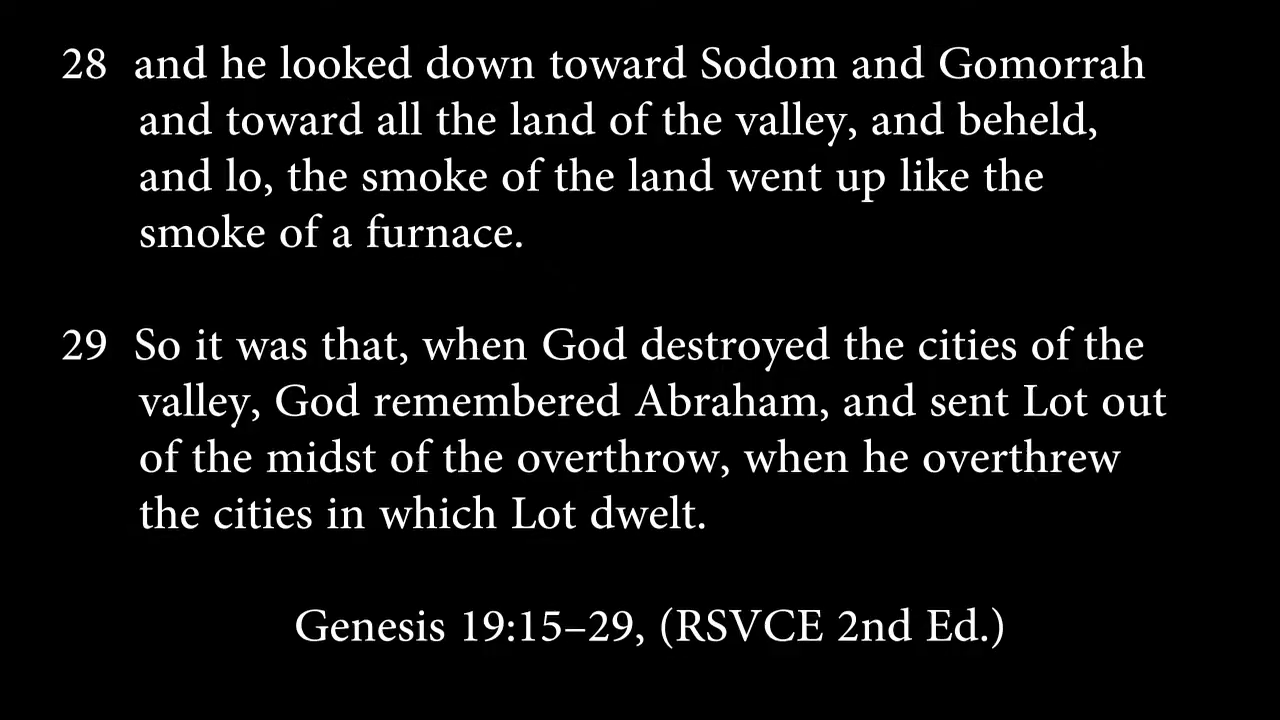 28 and he looked down toward Sodom and Gomorrah
and toward all the land of the valley, and beheld,
and lo, the smoke of the land went up like the
smoke of a furnace.
29 So it was that, when God destroyed the cities of the
valley, God remembered Abraham, and sent Lot out
of the midst of the overthrow, when he overthrew
the cities in which Lot dwelt.
Genesis 19:15–29, (RSVCE 2nd Ed.)